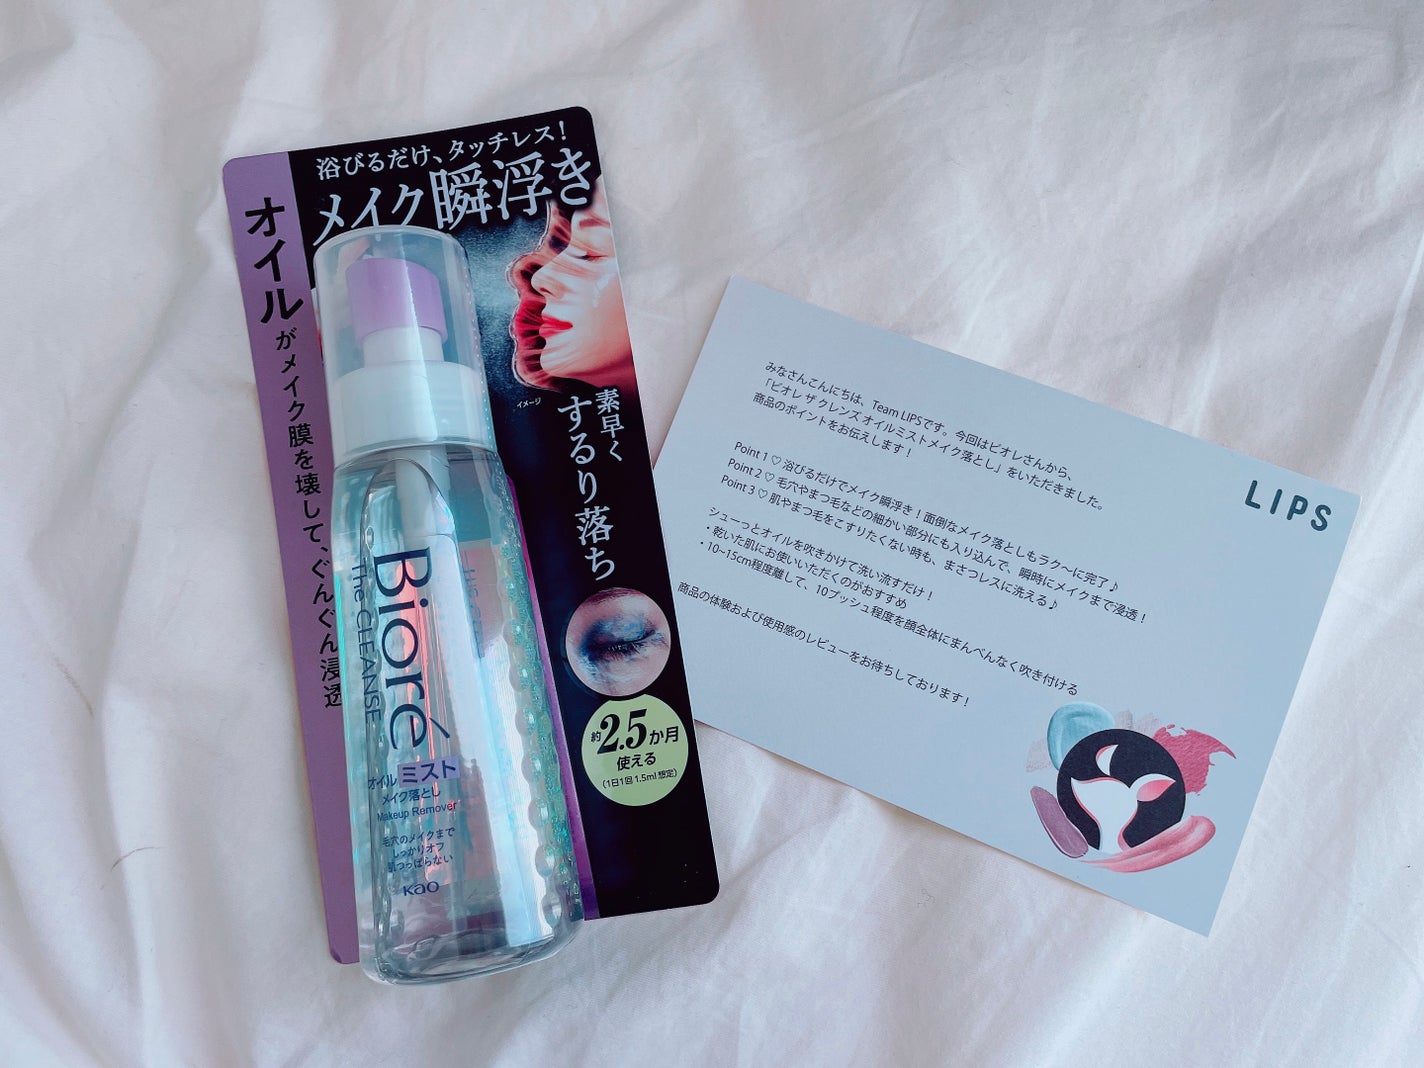 浴びるだけ、タッチレス!
メイク瞬浮き
オイルがメイク膜を壊して、ぐんぐん浸透
イメージ
素早く
するり落ち
約2.5か月
使える
(1日1回 1.5ml 想定)
Bioré
The CLEANSE
オイルミスト
メイク落とし
Makeup Remover
毛穴のメイクまで
しっかりオフ
肌つっぱらない
Kao
LIPS
みなさんこんにちは、Team LIPSです。今回はビオレさんから、
「ビオレ ザ クレンズ オイルミストメイク落とし」をいただきました。
商品のポイントをお伝えします!
Point 1 ♡ 浴びるだけでメイク瞬浮き!面倒なメイク落としもラク〜に完了♪
Point 2 ♡ 毛穴やまつ毛などの細かい部分にも入り込んで、瞬時にメイクまで浸透!
Point 3 ♡ 肌やまつ毛をこすりたくない時も、まさつレスに洗える♪
シューっとオイルを吹きかけて洗い流すだけ!
・乾いた肌にお使いいただくのがおすすめ
・10~15cm程度離して、10プッシュ程度を顔全体にまんべんなく吹き付ける
商品の体験および使用感のレビューをお待ちしております!